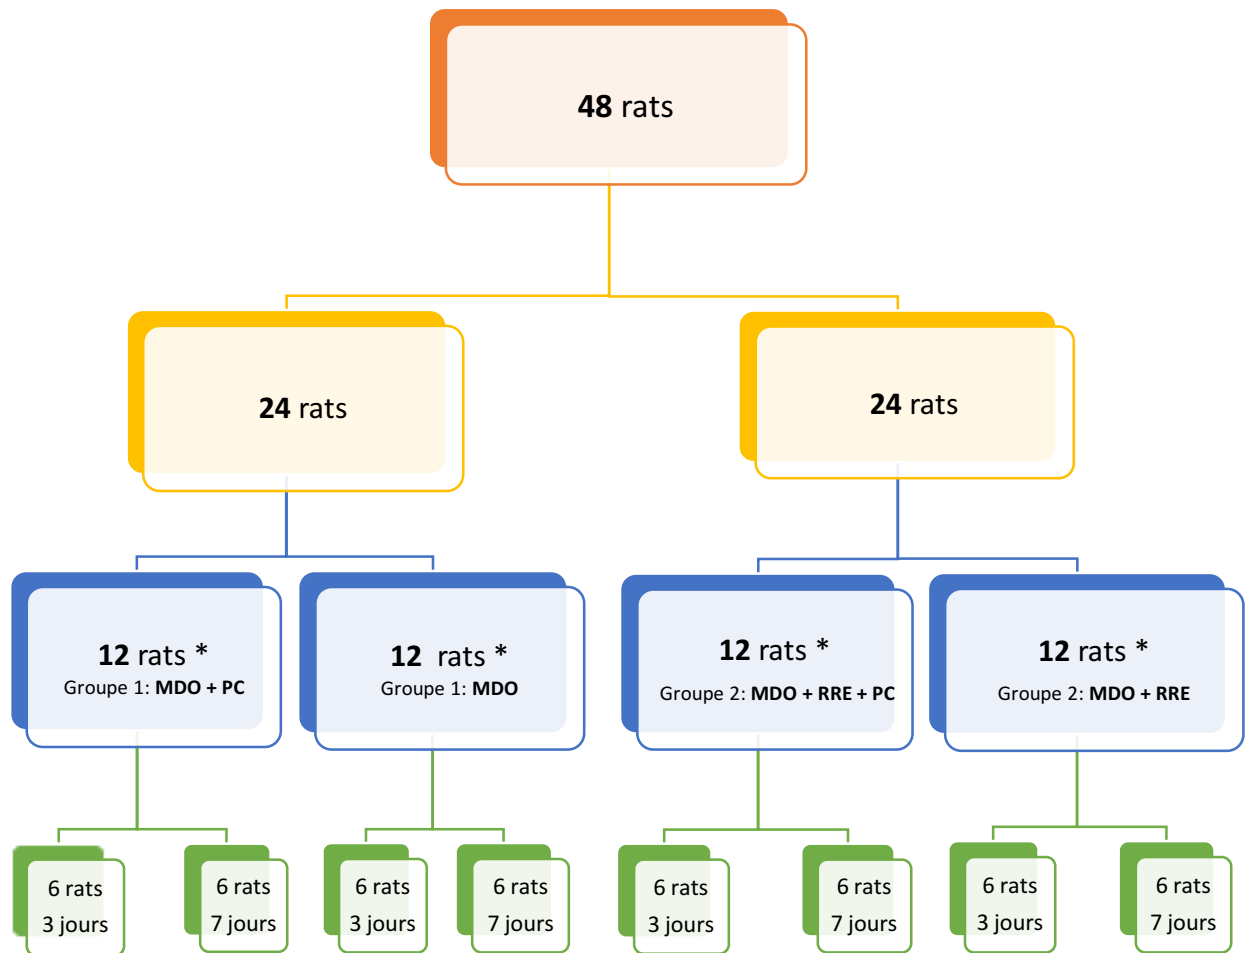 48 rats
24 rats
24 rats
12 rats *
Groupe 1: MDO + PC
12 rats *
Groupe 1: MDO
12 rats *
Groupe 2: MDO + RRE + PC
12 rats *
Groupe 2: MDO + RRE
6 rats
3 jours
6 rats
7 jours
6 rats
3 jours
6 rats
7 jours
6 rats
3 jours
6 rats
7 jours
6 rats
3 jours
6 rats
7 jours